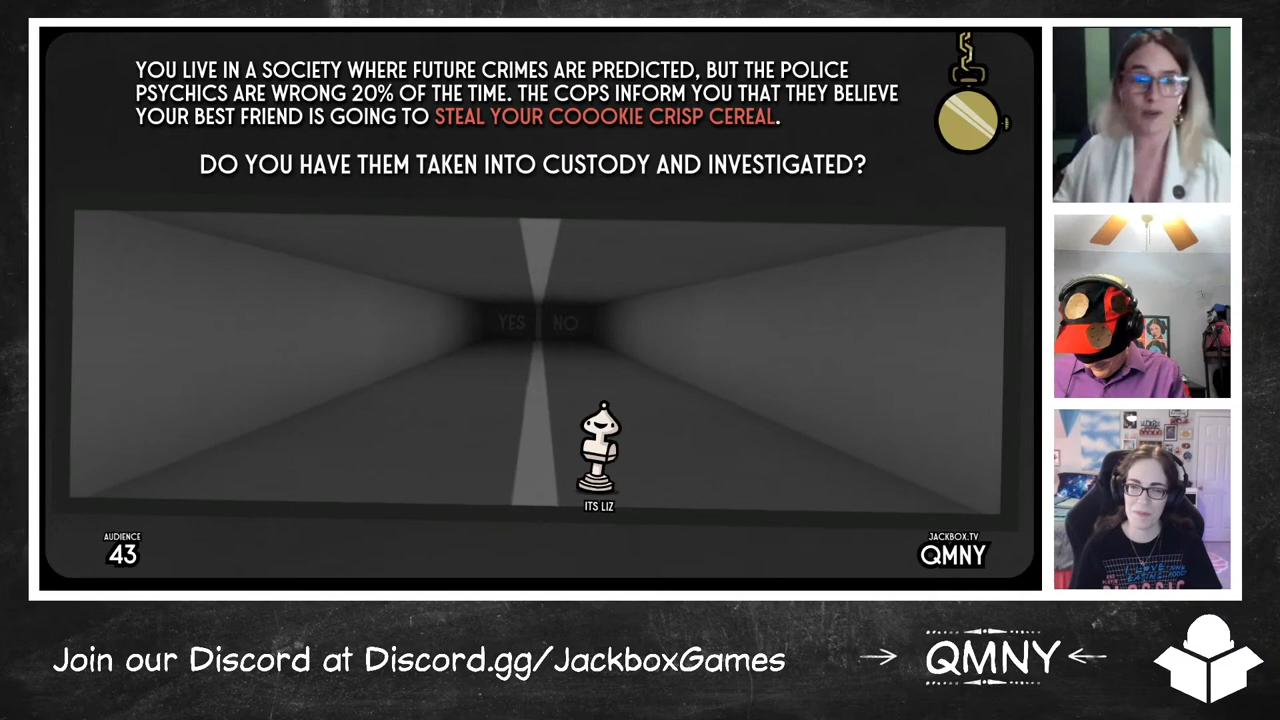 YOU LIVE IN A SOCIETY WHERE FUTURE CRIMES ARE PREDICTED, BUT THE POLICE
PSYCHICS ARE WRONG 20% OF THE TIME. THE COPS INFORM YOU THAT THEY BELIEVE
YOUR BEST FRIEND IS GOING TO STEAL YOUR COOOKIE CRISP CEREAL.
DO YOU HAVE THEM TAKEN INTO CUSTODY AND INVESTIGATED?
YES NO
ITS LIZ
AUDIENCE
43
JACKBOX.TV
QMNY
I LOVE
CLASSIC
Join our Discord at Discord.gg/JackboxGames
QMNY